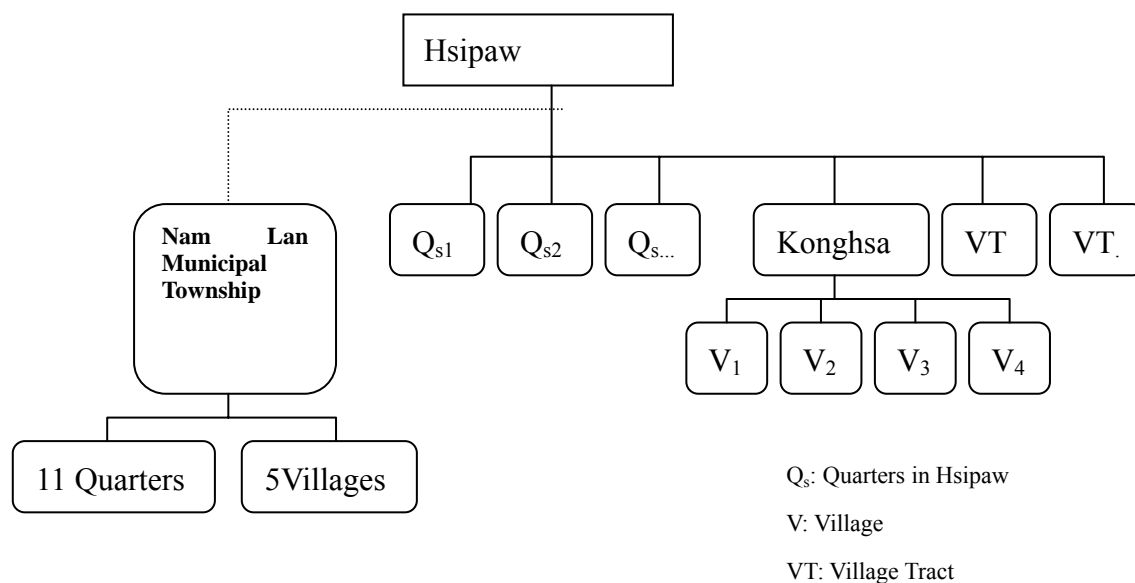 Hsipaw
Nam Lan
Municipal
Township
Qs1
Qs2
Qs...
Konghsa
VT
VT.
V1
V2
V3
V4
11 Quarters
5Villages
Qs: Quarters in Hsipaw
V: Village
VT: Village Tract